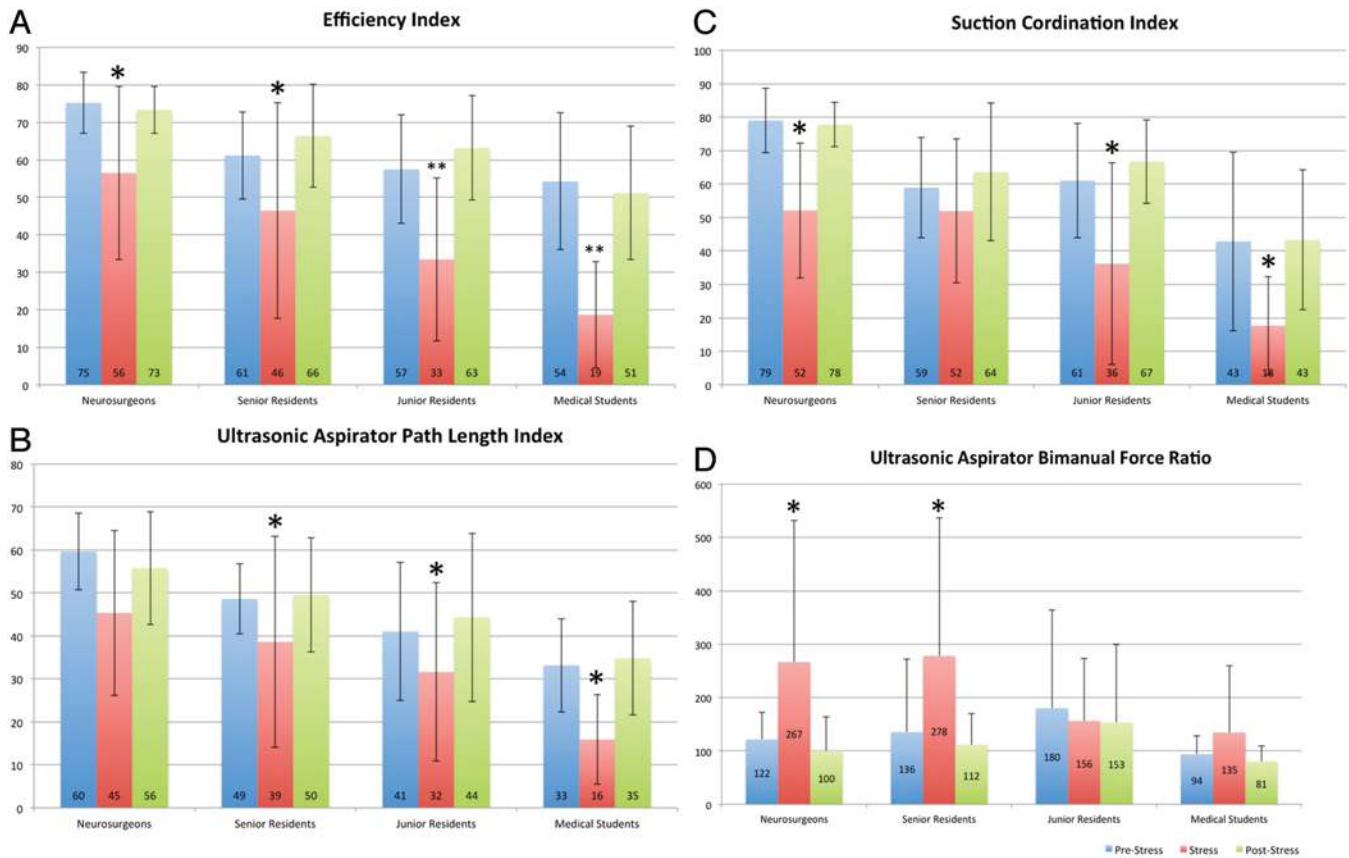 A
Efficiency Index
90
80
70
60
50
40
30
20
10
0
*
*
**
**
75 56 73
61 46 66
57 33 63
54 19 51
Neurosurgeons Senior Residents Junior Residents Medical Students
B
Ultrasonic Aspirator Path Length Index
80
70
60
50
40
30
20
10
0
*
*
*
60 45 56
49 39 50
41 32 44
33 16 35
Neurosurgeons Senior Residents Junior Residents Medical Students
C
Suction Cordination Index
100
90
80
70
60
50
40
30
20
10
0
*
*
*
79 52 78
59 52 64
61 36 67
43 18 43
Neurosurgeons Senior Residents Junior Residents Medical Students
D
Ultrasonic Aspirator Bimanual Force Ratio
600
500
400
300
200
100
0
*
*
122 267 100
136 278 112
180 156 153
94 135 81
Neurosurgeons Senior Residents Junior Residents Medical Students
Pre-Stress Stress Post-Stress